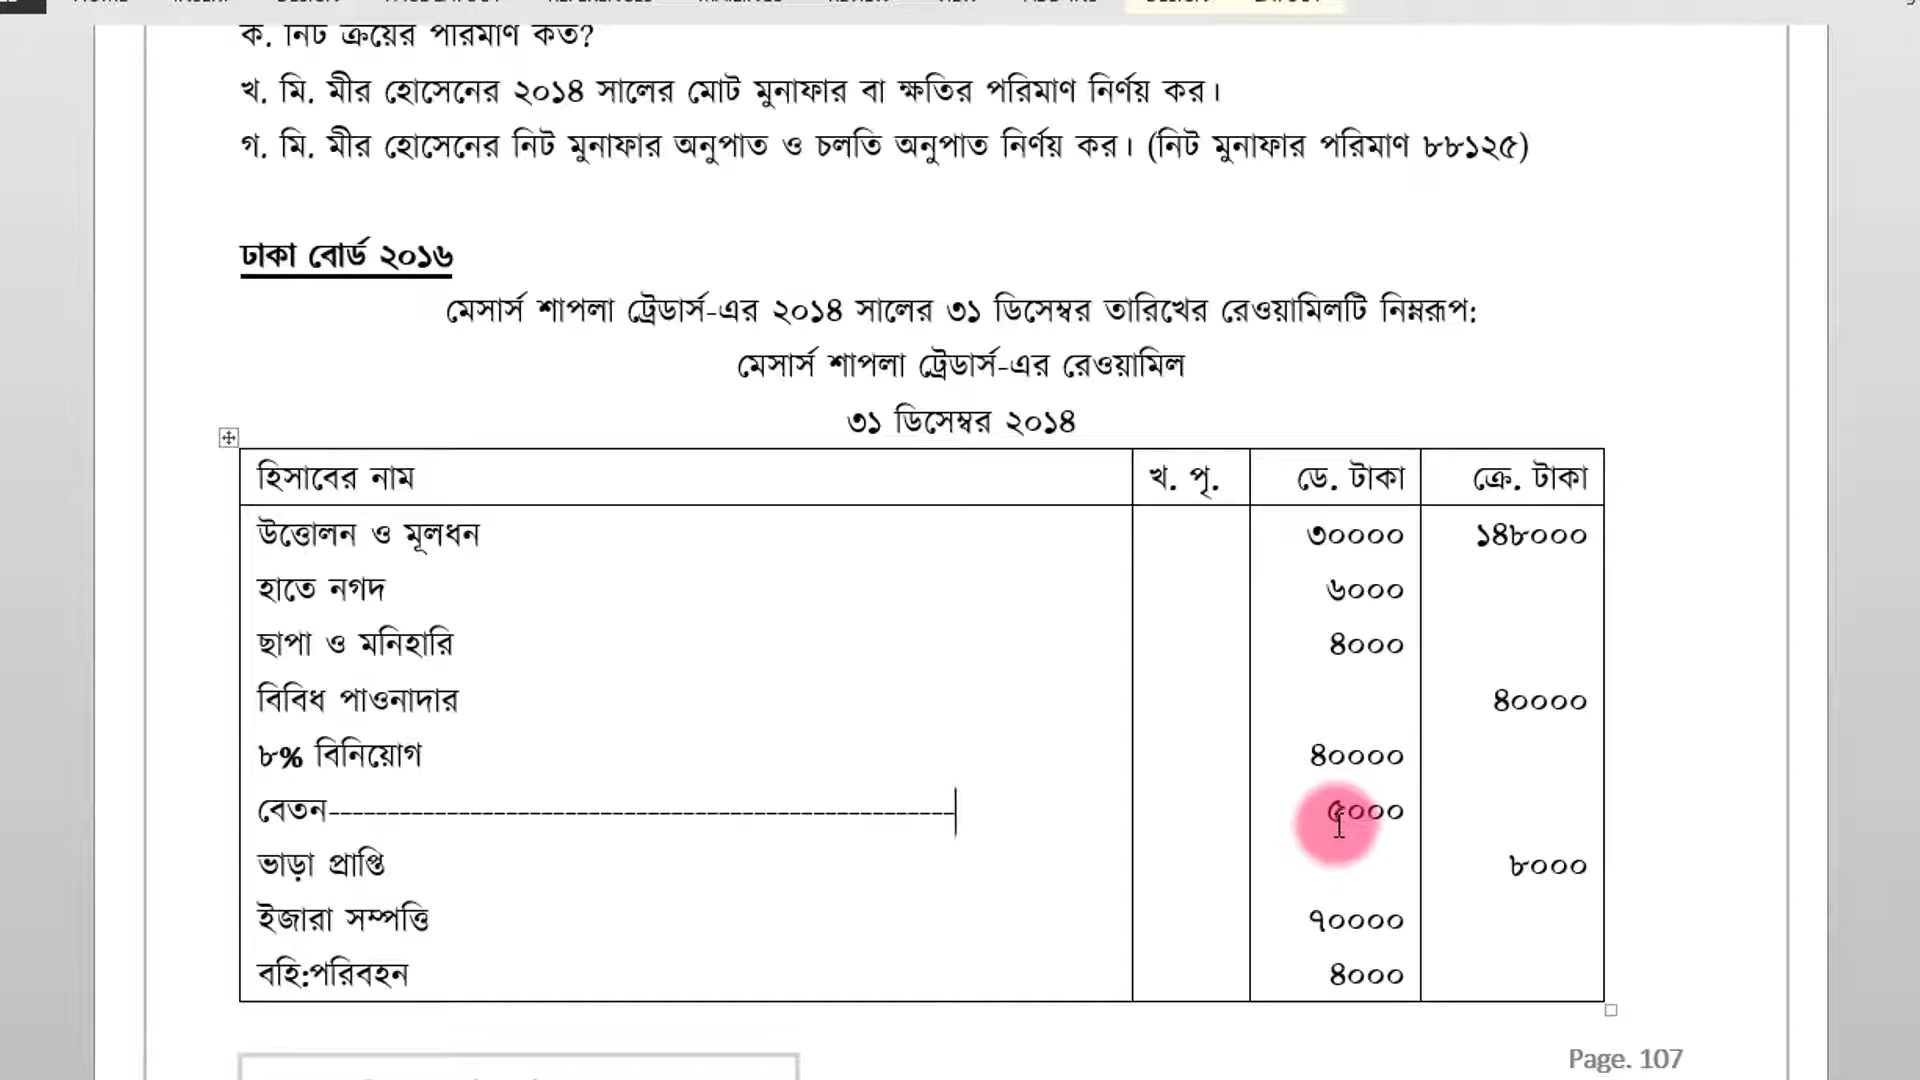 ক. নিট ক্রয়ের পরিমাণ কত?
খ. মি. মীর হোসেনের ২০১৪ সালের মোট মুনাফার বা ক্ষতির পরিমাণ নির্ণয় কর।
গ. মি. মীর হোসেনের নিট মুনাফার অনুপাত ও চলতি অনুপাত নির্ণয় কর। (নিট মুনাফার পরিমাণ ৮৮১২৫)
ঢাকা বোর্ড ২০১৬
মেসার্স শাপলা ট্রেডার্স-এর ২০১৪ সালের ৩১ ডিসেম্বর তারিখের রেওয়ামিলটি নিম্নরূপ:
মেসার্স শাপলা ট্রেডার্স-এর রেওয়ামিল
৩১ ডিসেম্বর ২০১৪
হিসাবের নাম খ. পৃ. ডে. টাকা ক্রে. টাকা
উত্তোলন ও মূলধন ৩০০০০ ১৪৮০০০
হাতে নগদ ৬০০০
ছাপা ও মনিহারি ৪০০০
বিবিধ পাওনাদার ৪০০০০
৮% বিনিয়োগ ৪০০০০
বেতন----------------------------------------------------- ৫০০০
ভাড়া প্রাপ্তি ৮০০০
ইজারা সম্পত্তি ৭০০০০
বহি:পরিবহন ৪০০০
Page. 107